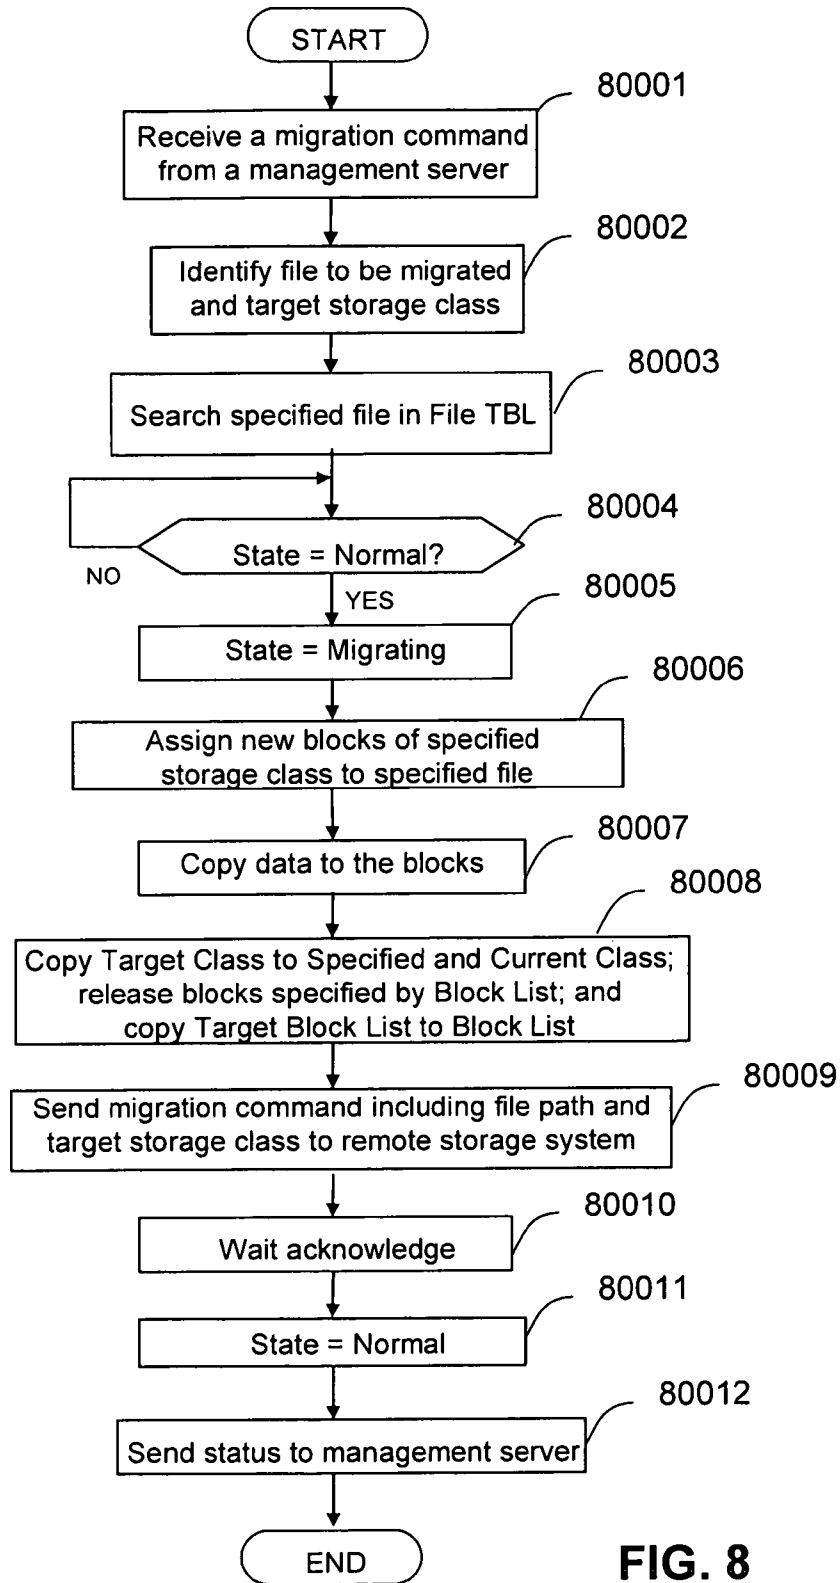 START
80001
Receive a migration command
from a management server
80002
Identify file to be migrated
and target storage class
80003
Search specified file in File TBL
80004
State = Normal?
NO
YES
80005
State = Migrating
80006
Assign new blocks of specified
storage class to specified file
80007
Copy data to the blocks
80008
Copy Target Class to Specified and Current Class;
release blocks specified by Block List; and
copy Target Block List to Block List
80009
Send migration command including file path and
target storage class to remote storage system
80010
Wait acknowledge
80011
State = Normal
80012
Send status to management server
END
FIG. 8